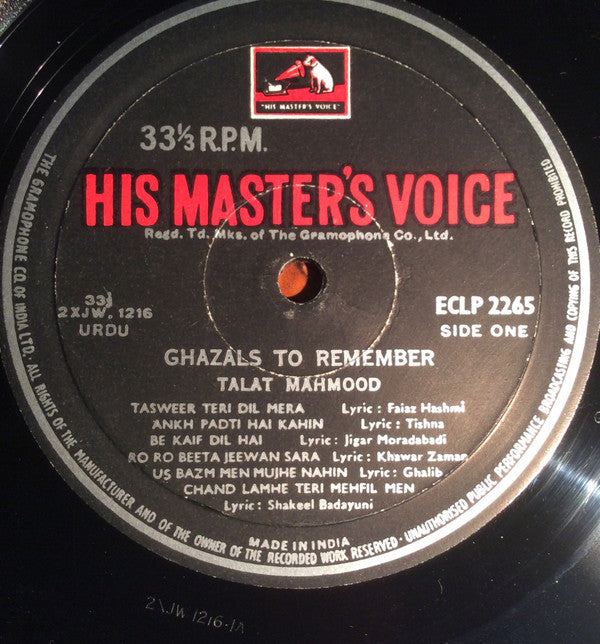 "HIS MASTER'S VOICE"
33⅓ R.P.M.
HIS MASTER'S VOICE
Regd. Td. Mks. of The Gramophone Co., Ltd.
33⅓
2XJW. 1216
URDU
ECLP 2265
SIDE ONE
GHAZALS TO REMEMBER
TALAT MAHMOOD
TASWEER TERI DIL MERA Lyric : Faiaz Hashmi
ANKH PADTI HAI KAHIN Lyric : Tishna
BE KAIF DIL HAI Lyric : Jigar Moradabadi
RO RO BEETA JEEWAN SARA Lyric : Khawar Zaman
US BAZM MEN MUJHE NAHIN Lyric : Ghalib
CHAND LAMHE TERI MEHFIL MEN
Lyric : Shakeel Badayuni
MADE IN INDIA
THE GRAMOPHONE CO. OF INDIA LTD. ALL RIGHTS OF THE MANUFACTURER AND OF THE OWNER OF THE RECORDED WORK RESERVED · UNAUTHORISED PUBLIC PERFORMANCE BROADCASTING AND COPYING OF THIS RECORD PROHIBITED
2XJW 1216-1A